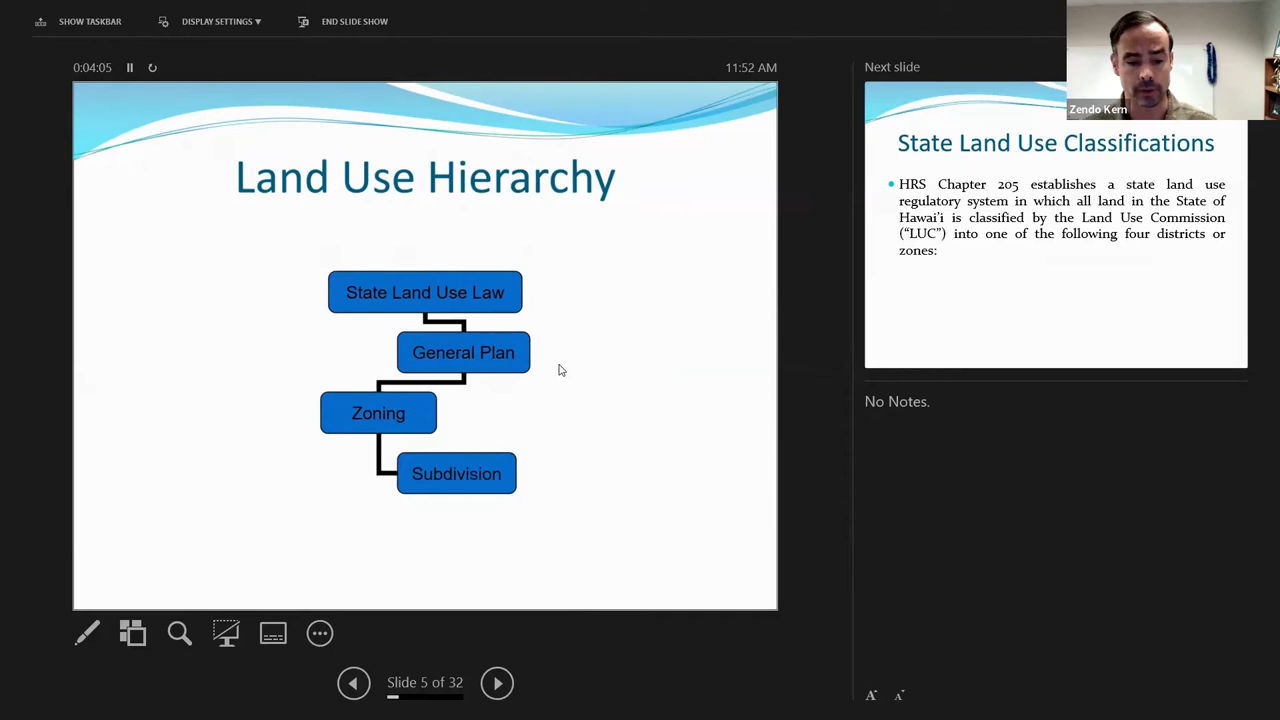 SHOW TASKBAR
DISPLAY SETTINGS ▼
END SLIDE SHOW
0:04:05
11:52 AM
Land Use Hierarchy
State Land Use Law
General Plan
Zoning
Subdivision
Slide 5 of 32
Next slide
Zendo Kern
State Land Use Classifications
• HRS Chapter 205 establishes a state land use
regulatory system in which all land in the State of
Hawai‘i is classified by the Land Use Commission
(“LUC”) into one of the following four districts or
zones:
No Notes.
A A